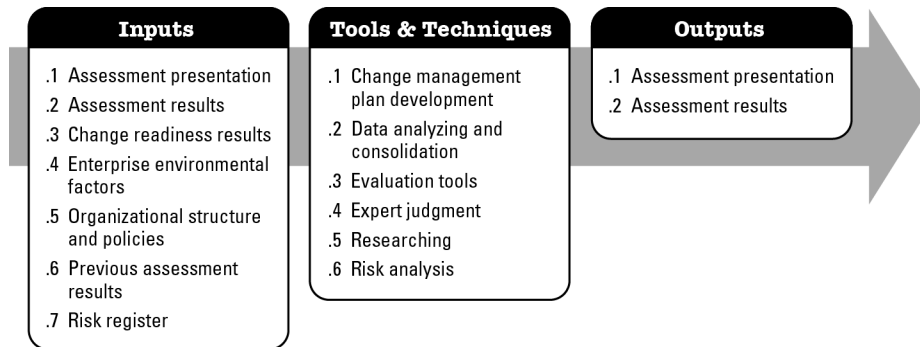 Inputs
.1 Assessment presentation
.2 Assessment results
.3 Change readiness results
.4 Enterprise environmental
factors
.5 Organizational structure
and policies
.6 Previous assessment
results
.7 Risk register
Tools & Techniques
.1 Change management
plan development
.2 Data analyzing and
consolidation
.3 Evaluation tools
.4 Expert judgment
.5 Researching
.6 Risk analysis
Outputs
.1 Assessment presentation
.2 Assessment results